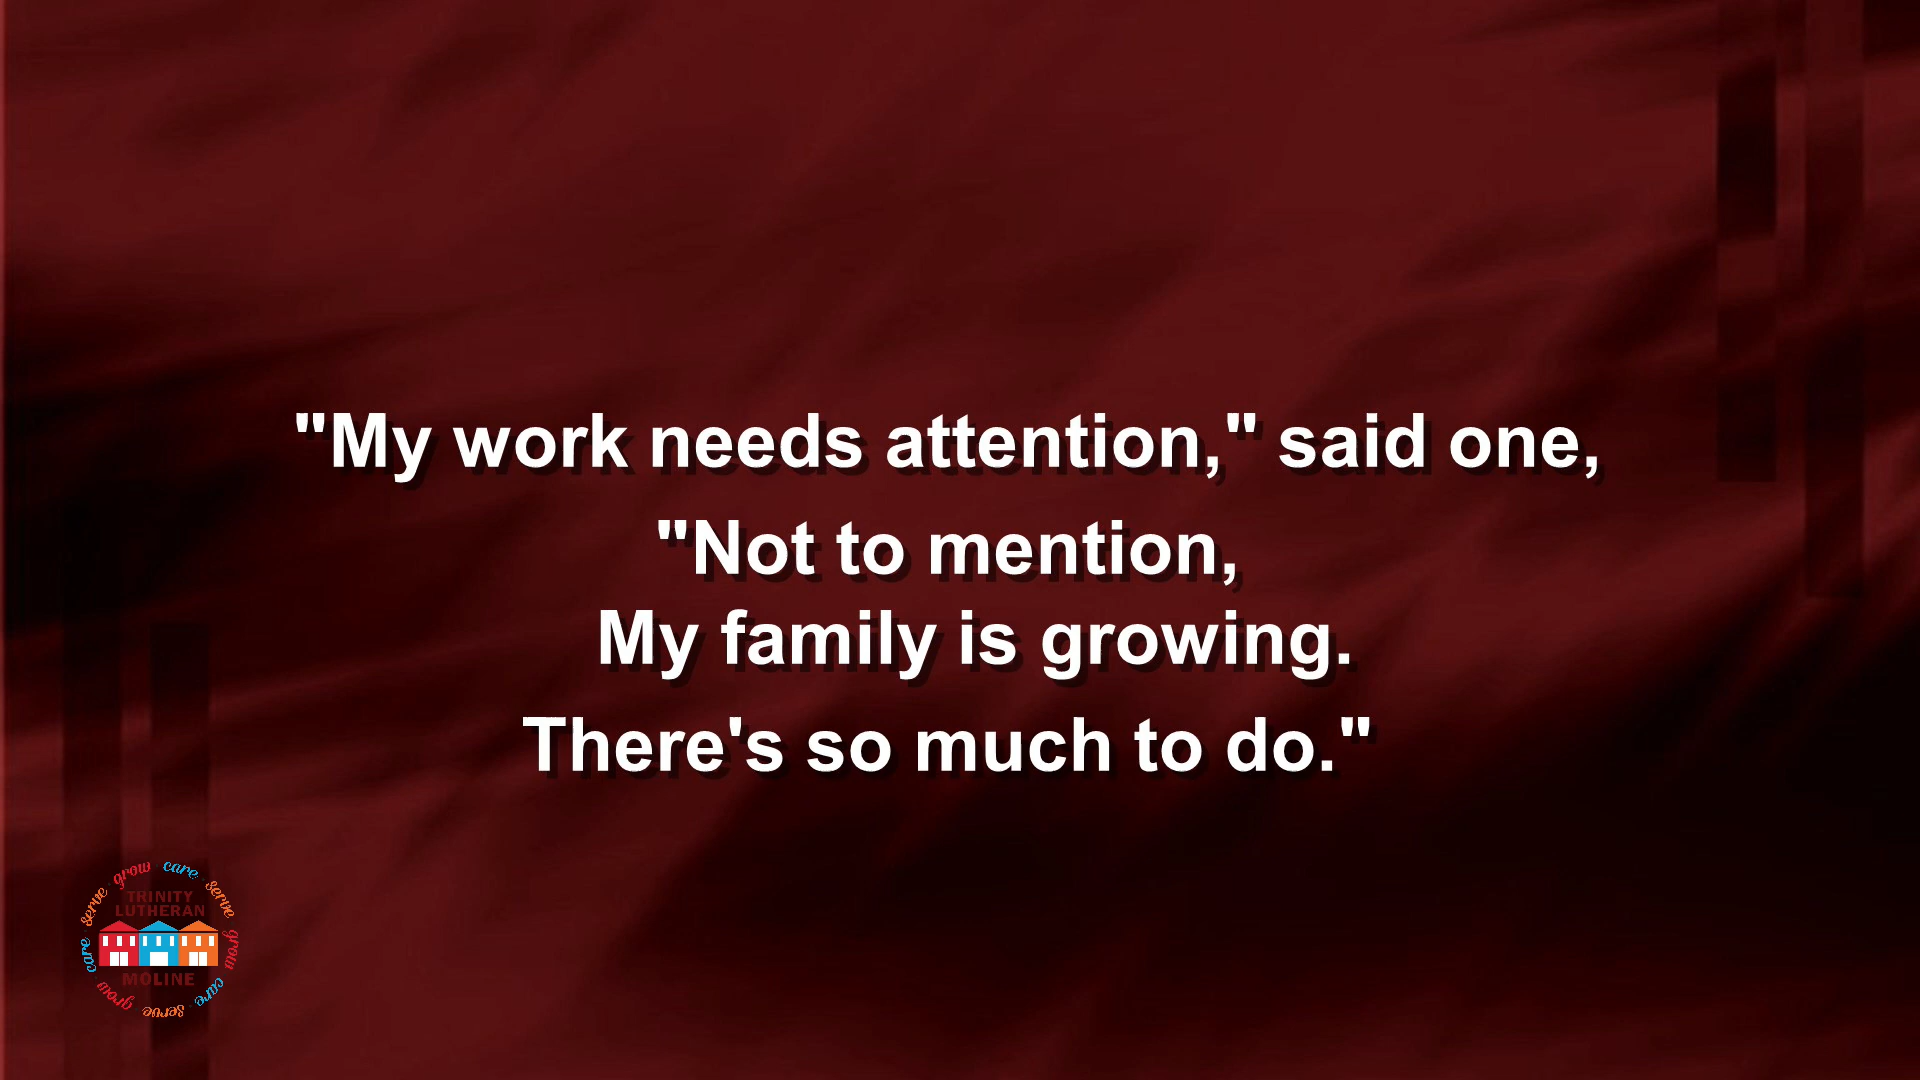 "My work needs attention," said one,
"Not to mention,
My family is growing.
There's so much to do."
grow care serve grow care serve grow care serve
TRINITY
LUTHERAN
MOLINE